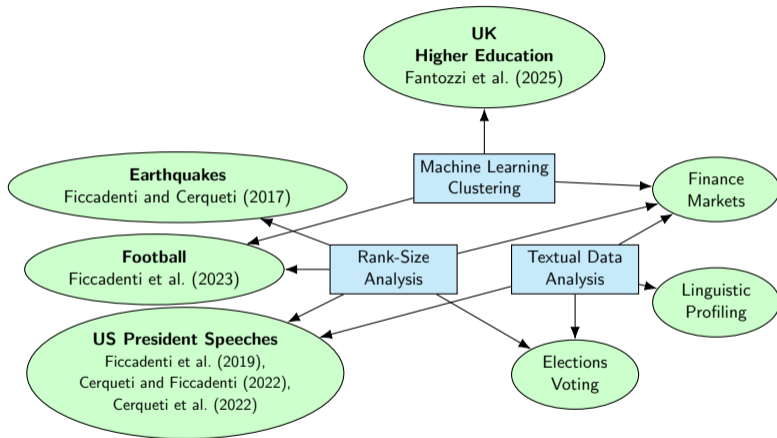 UK
Higher Education
Fantozzi et al. (2025)
Machine Learning
Clustering
Earthquakes
Ficcadenti and Cerqueti (2017)
Finance
Markets
Football
Ficcadenti et al. (2023)
Rank-Size
Analysis
Textual Data
Analysis
Linguistic
Profiling
US President Speeches
Ficcadenti et al. (2019),
Cerqueti and Ficcadenti (2022),
Cerqueti et al. (2022)
Elections
Voting